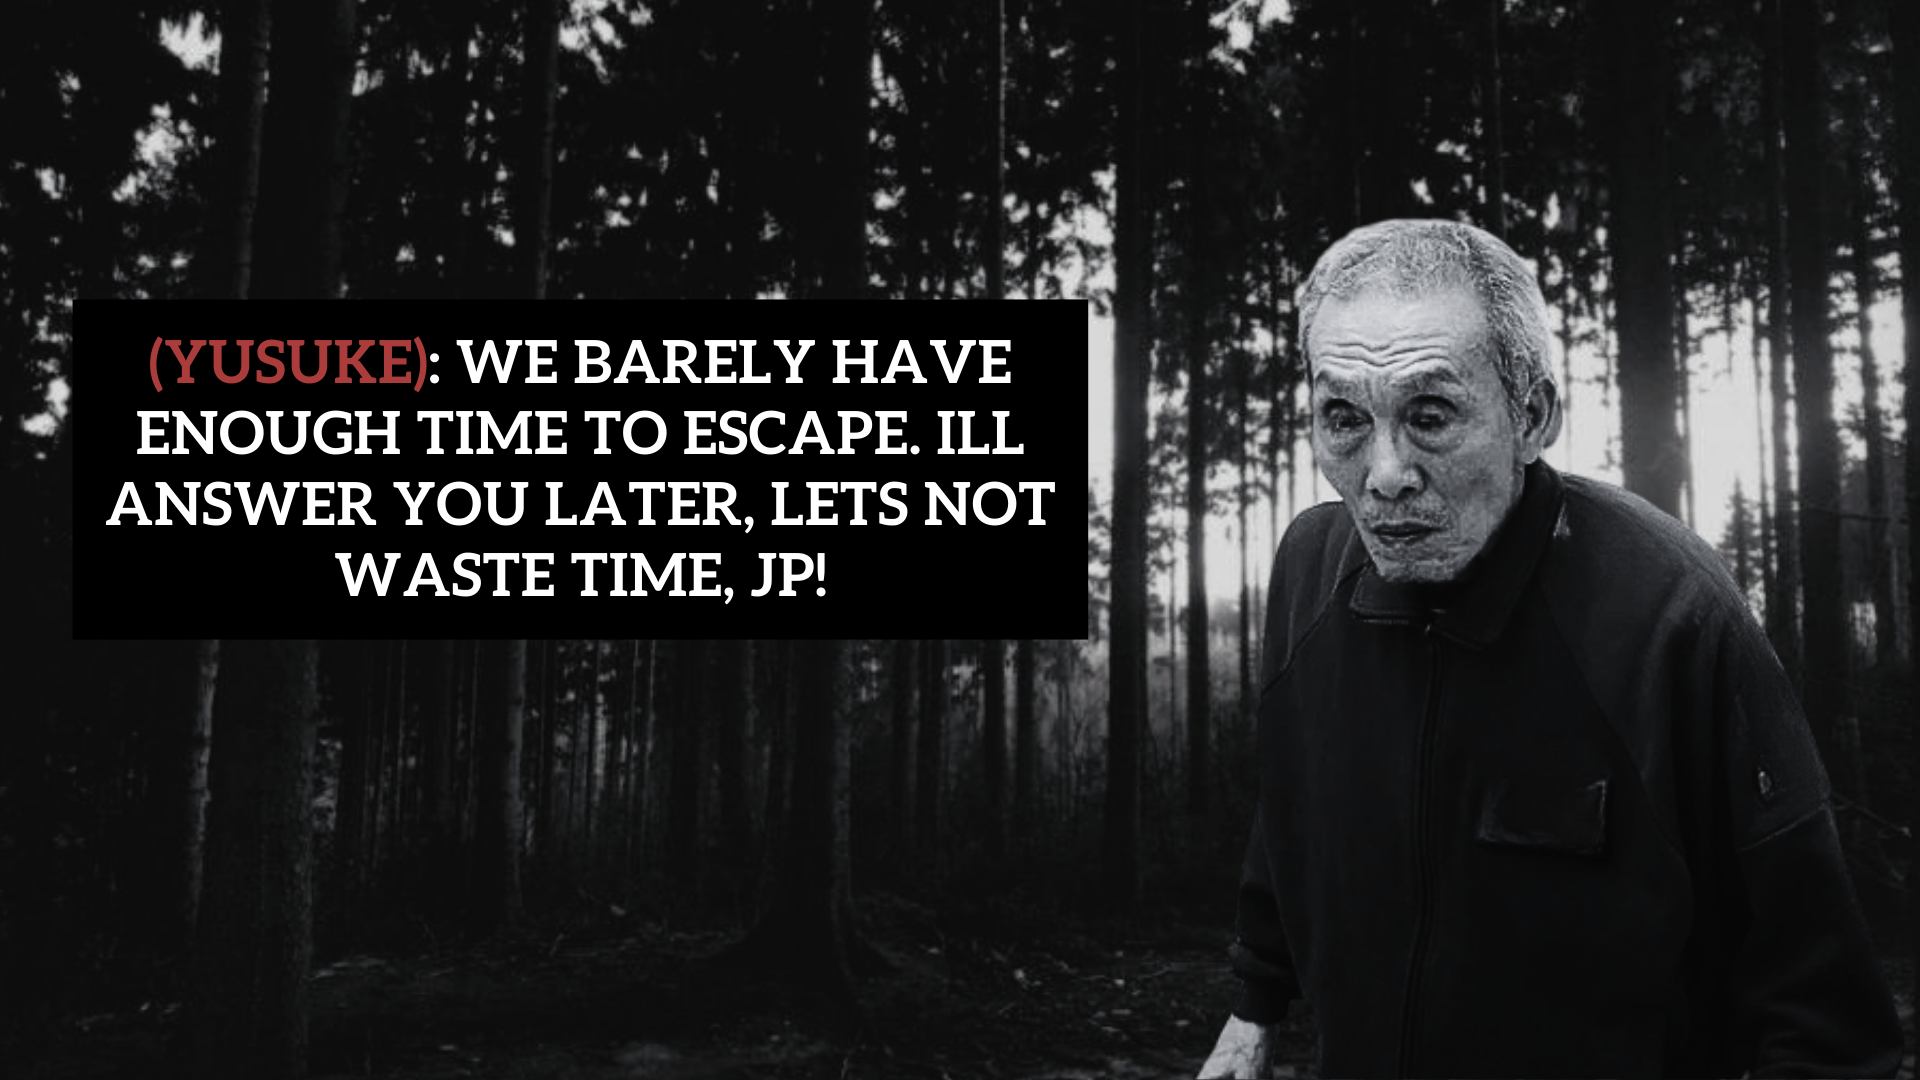 (YUSUKE): WE BARELY HAVE
ENOUGH TIME TO ESCAPE. ILL
ANSWER YOU LATER, LETS NOT
WASTE TIME, JP!